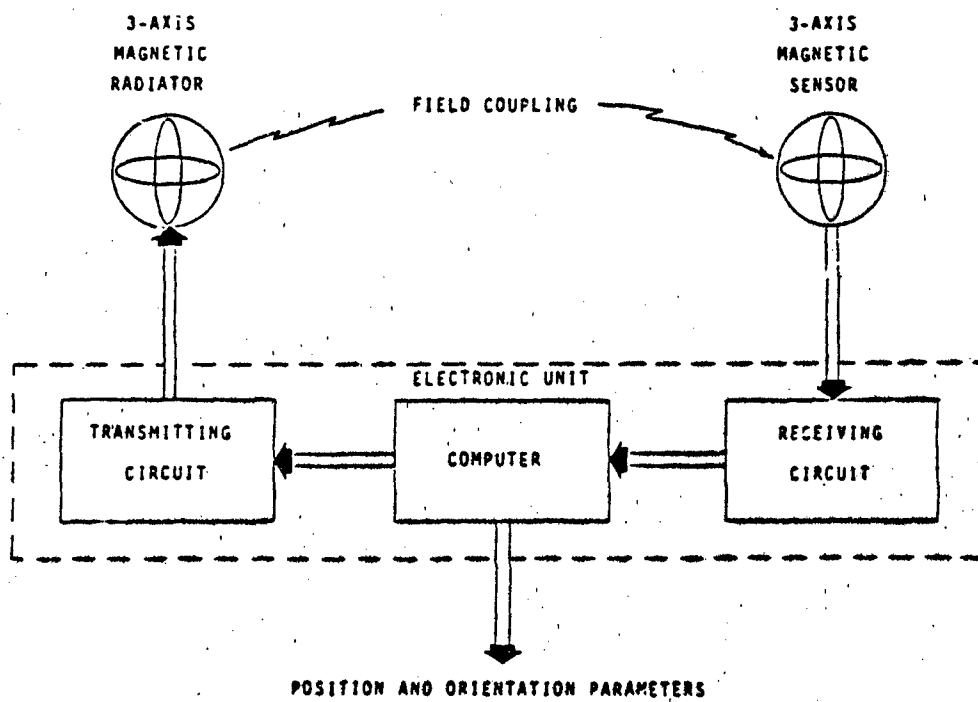 3-AXIS
MAGNETIC
RADIATOR
3-AXIS
MAGNETIC
SENSOR
FIELD COUPLING
ELECTRONIC UNIT
TRANSMITTING
CIRCUIT
COMPUTER
RECEIVING
CIRCUIT
POSITION AND ORIENTATION PARAMETERS